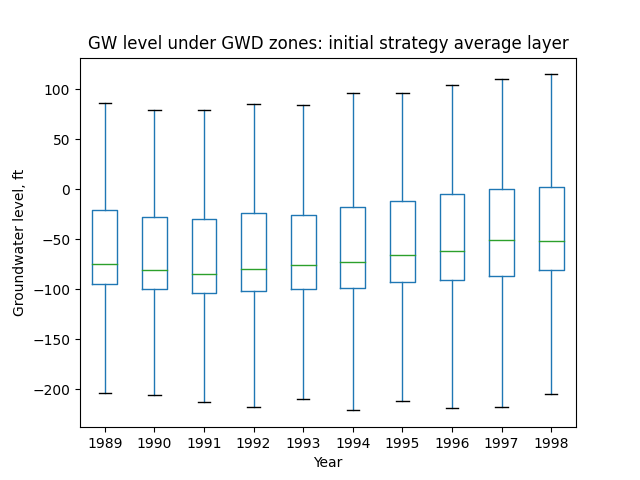 GW level under GWD zones: initial strategy average layer
Groundwater level, ft
100
50
0
−50
−100
−150
−200
1989 1990 1991 1992 1993 1994 1995 1996 1997 1998
Year